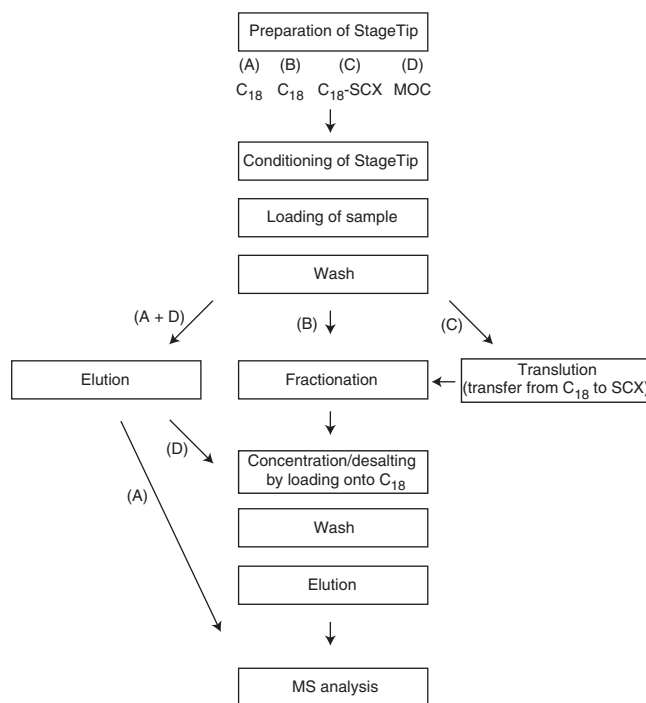 Preparation of StageTip
(A) (B) (C) (D)
C18 C18 C18-SCX MOC
Conditioning of StageTip
Loading of sample
Wash
(A + D) (B) (C)
Elution
Fractionation
Translution
(transfer from C18 to SCX)
(D)
Concentration/desalting
by loading onto C18
(A)
Wash
Elution
MS analysis